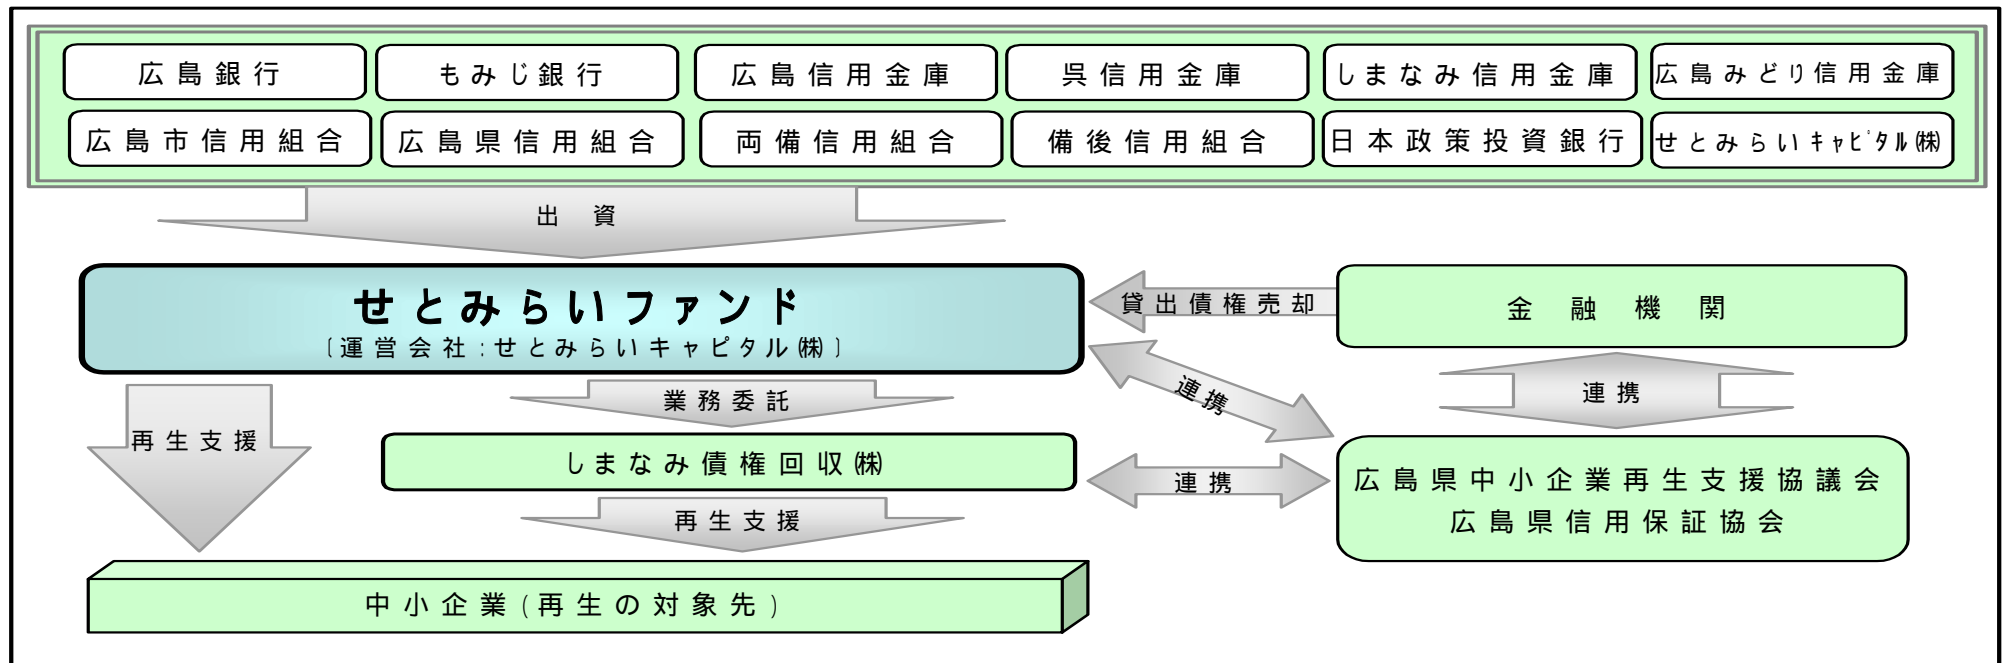 広島銀行
もみじ銀行
広島信用金庫
呉信用金庫
しまなみ信用金庫
広島みどり信用金庫
広島市信用組合
広島県信用組合
両備信用組合
備後信用組合
日本政策投資銀行
せとみらいｷｬﾋﾟﾀﾙ㈱
出資
せとみらいファンド
〔運営会社:せとみらいキャピタル㈱〕
貸出債権売却
金融機関
連携
連携
業務委託
再生支援
しまなみ債権回収㈱
連携
広島県中小企業再生支援協議会
広島県信用保証協会
再生支援
中小企業(再生の対象先)